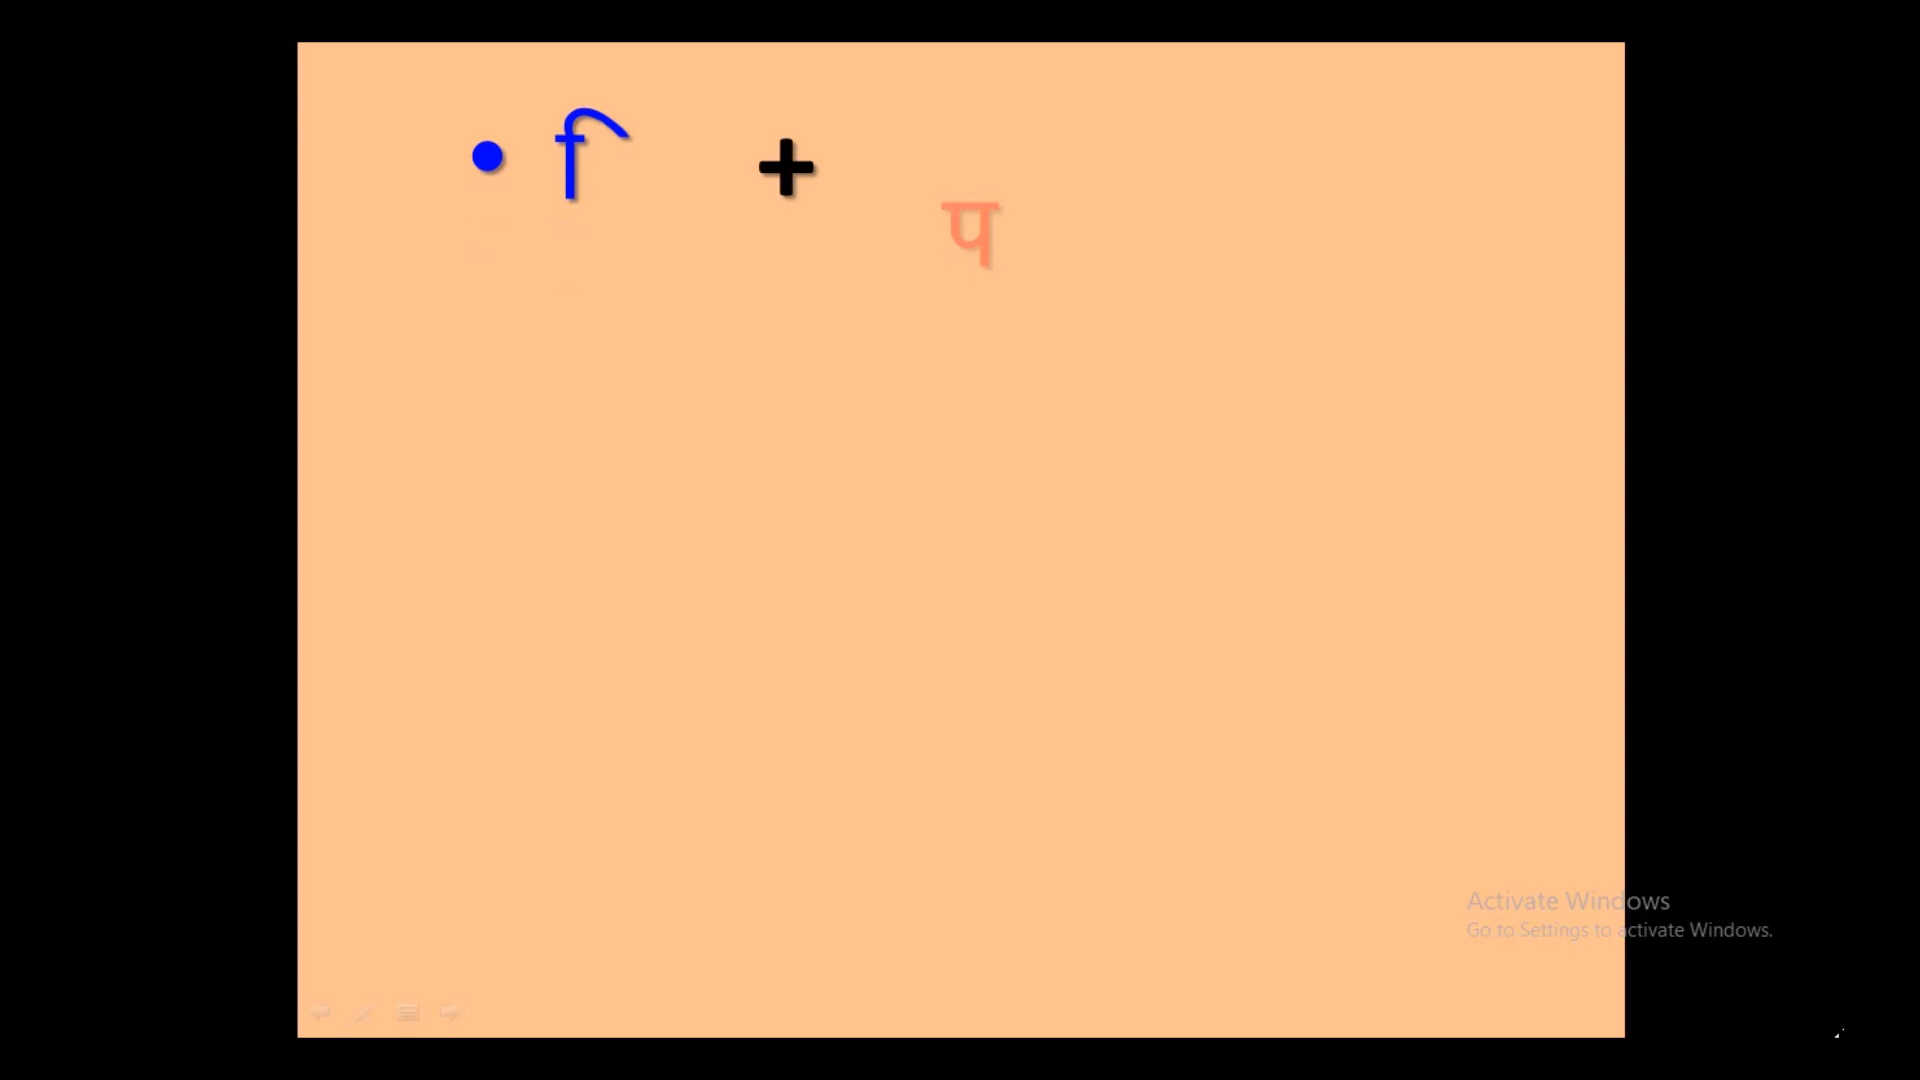 • ि + प
Activate Windows
Go to Settings to activate Windows.